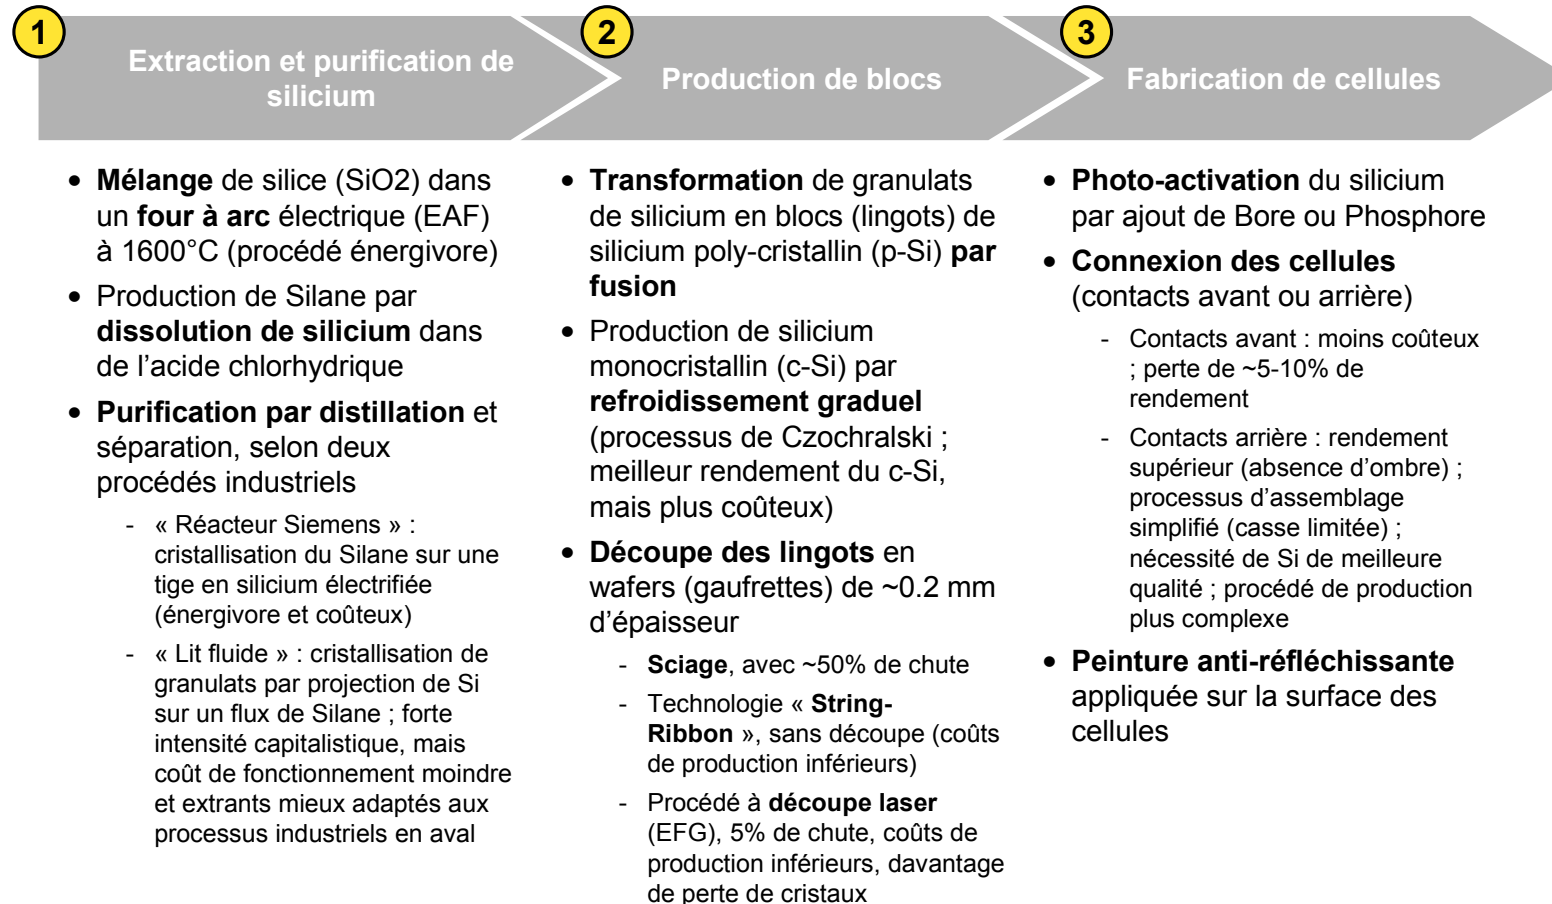 1
Extraction et purification de
silicium
• Mélange de silice (SiO2) dans
un four à arc électrique (EAF)
à 1600°C (procédé énergivore)
• Production de Silane par
dissolution de silicium dans
de l’acide chlorhydrique
• Purification par distillation et
séparation, selon deux
procédés industriels
- « Réacteur Siemens » :
cristallisation du Silane sur une
tige en silicium électrifiée
(énergivore et coûteux)
- « Lit fluide » : cristallisation de
granulats par projection de Si
sur un flux de Silane ; forte
intensité capitalistique, mais
coût de fonctionnement moindre
et extrants mieux adaptés aux
processus industriels en aval
2
Production de blocs
• Transformation de granulats
de silicium en blocs (lingots) de
silicium poly-cristallin (p-Si) par
fusion
• Production de silicium
monocristallin (c-Si) par
refroidissement graduel
(processus de Czochralski ;
meilleur rendement du c-Si,
mais plus coûteux)
• Découpe des lingots en
wafers (gaufrettes) de ~0.2 mm
d’épaisseur
- Sciage, avec ~50% de chute
- Technologie « String-
Ribbon », sans découpe (coûts
de production inférieurs)
- Procédé à découpe laser
(EFG), 5% de chute, coûts de
production inférieurs, davantage
de perte de cristaux
3
Fabrication de cellules
• Photo-activation du silicium
par ajout de Bore ou Phosphore
• Connexion des cellules
(contacts avant ou arrière)
- Contacts avant : moins coûteux
; perte de ~5-10% de
rendement
- Contacts arrière : rendement
supérieur (absence d’ombre) ;
processus d’assemblage
simplifié (casse limitée) ;
nécessité de Si de meilleure
qualité ; procédé de production
plus complexe
• Peinture anti-réfléchissante
appliquée sur la surface des
cellules